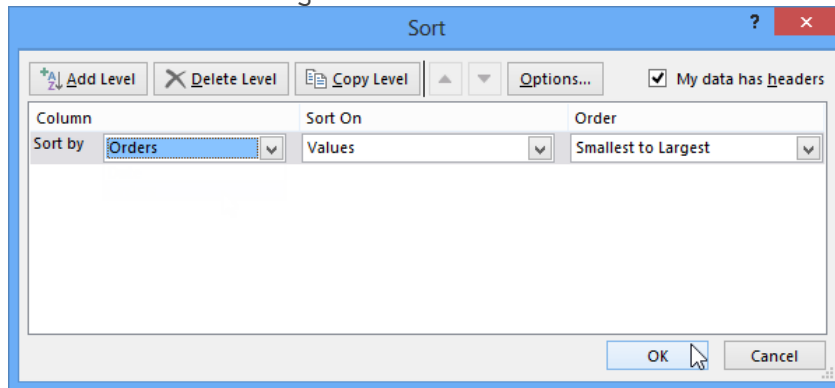 Sort ?
Add Level Delete Level Copy Level Options... My data has headers
Column Sort On Order
Sort by Orders Values Smallest to Largest
OK Cancel